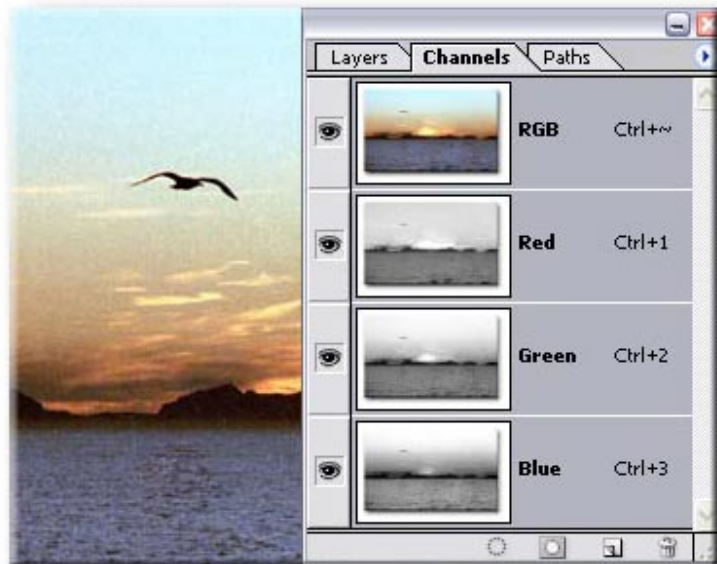 Layers Channels Paths
RGB Ctrl+~
Red Ctrl+1
Green Ctrl+2
Blue Ctrl+3